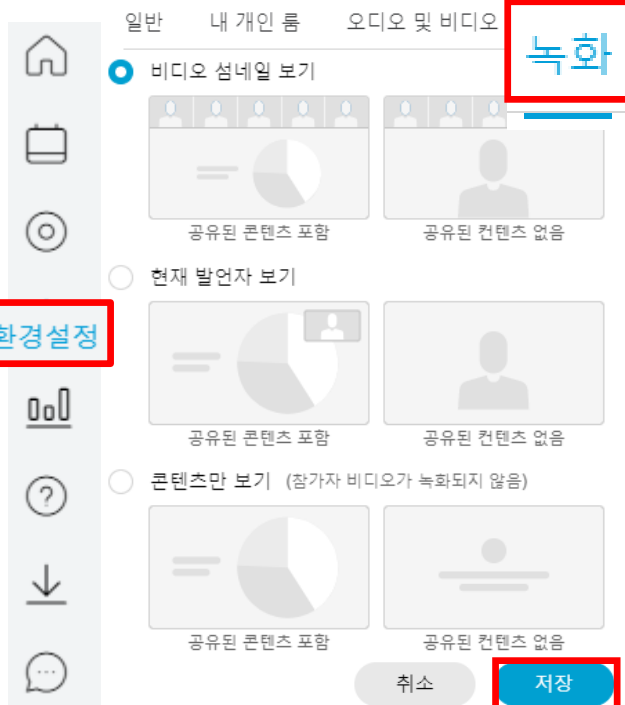 일반 내 개인 룸 오디오 및 비디오 녹화
비디오 섬네일 보기
공유된 콘텐츠 포함 공유된 컨텐츠 없음
현재 발언자 보기
환경설정
공유된 콘텐츠 포함 공유된 컨텐츠 없음
콘텐츠만 보기 (참가자 비디오가 녹화되지 않음)
공유된 콘텐츠 포함 공유된 컨텐츠 없음
취소 저장